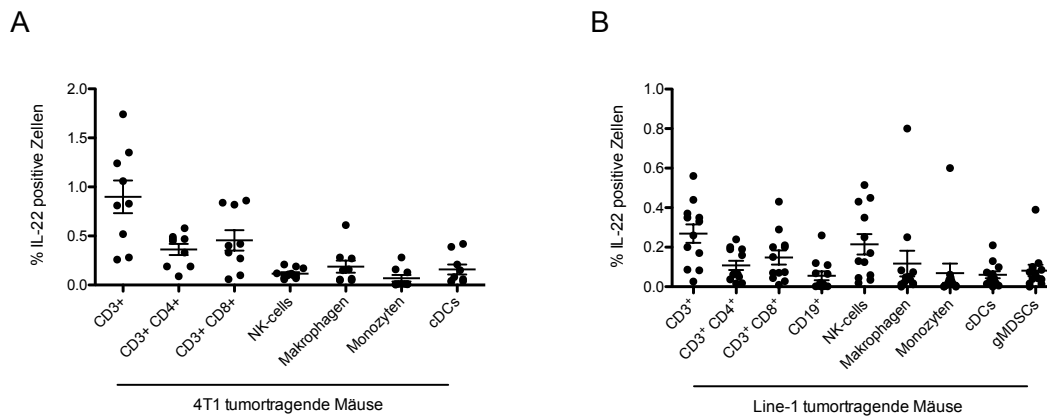 A
% IL-22 positive Zellen
2.0
1.5
1.0
0.5
0.0
CD3+
CD3+ CD4+
CD3+ CD8+
NK-cells
Makrophagen
Monozyten
cDCs
4T1 tumortragende Mäuse
B
% IL-22 positive Zellen
1.0
0.8
0.6
0.4
0.2
0.0
CD3⁺
CD3⁺ CD4⁺
CD3⁺ CD8⁺
CD19⁺
NK-cells
Makrophagen
Monozyten
cDCs
gMDSCs
Line-1 tumortragende Mäuse